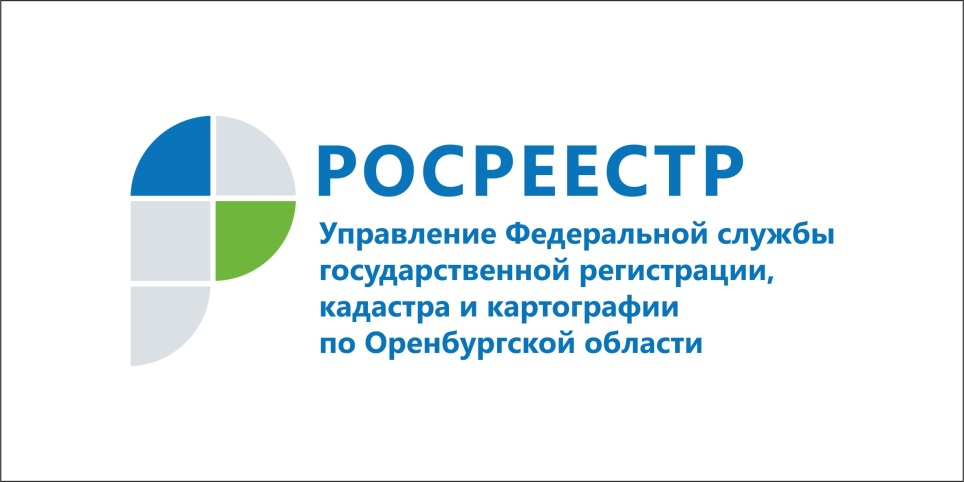 РОСРЕЕСТР
Управление Федеральной службы
государственной регистрации,
кадастра и картографии
по Оренбургской области